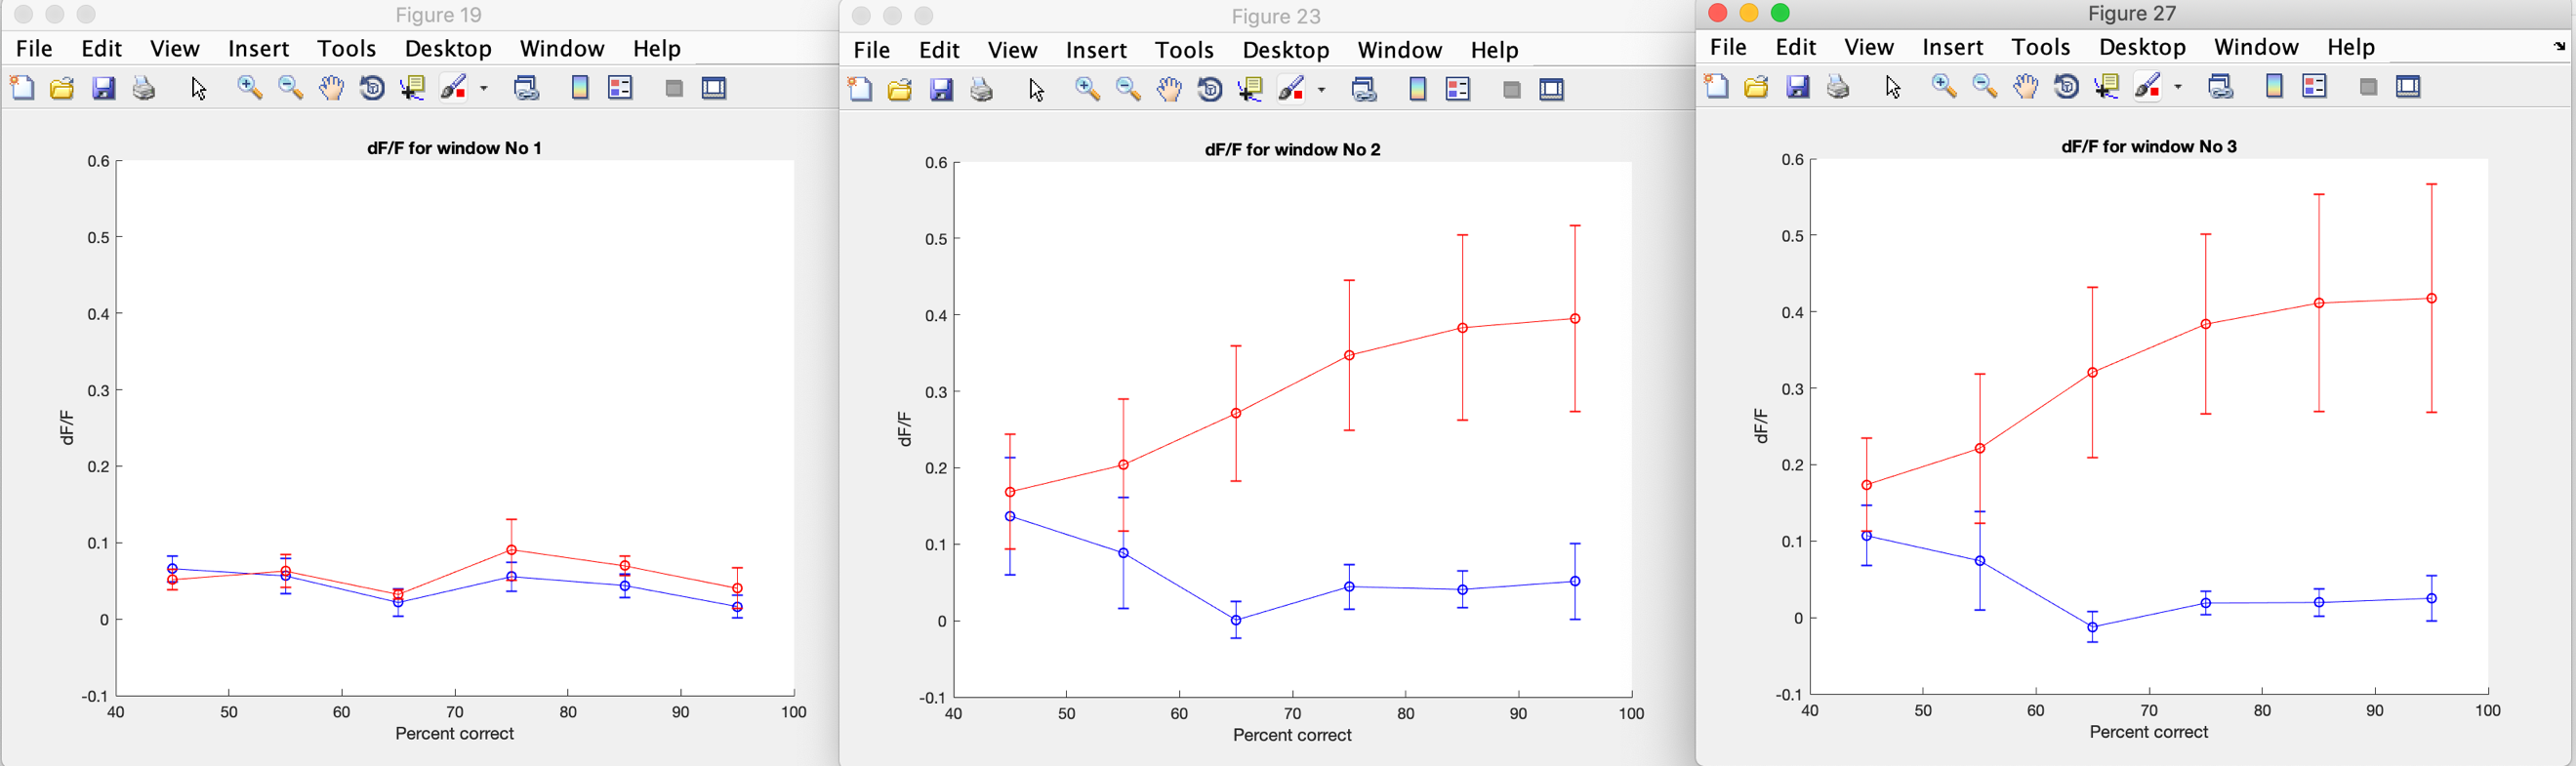 Figure 19
File Edit View Insert Tools Desktop Window Help
dF/F for window No 1
0.6
0.5
0.4
0.3
0.2
0.1
0
-0.1
dF/F
40 50 60 70 80 90 100
Percent correct
Figure 23
File Edit View Insert Tools Desktop Window Help
dF/F for window No 2
0.6
0.5
0.4
0.3
0.2
0.1
0
-0.1
dF/F
40 50 60 70 80 90 100
Percent correct
Figure 27
File Edit View Insert Tools Desktop Window Help
dF/F for window No 3
0.6
0.5
0.4
0.3
0.2
0.1
0
-0.1
dF/F
40 50 60 70 80 90 100
Percent correct